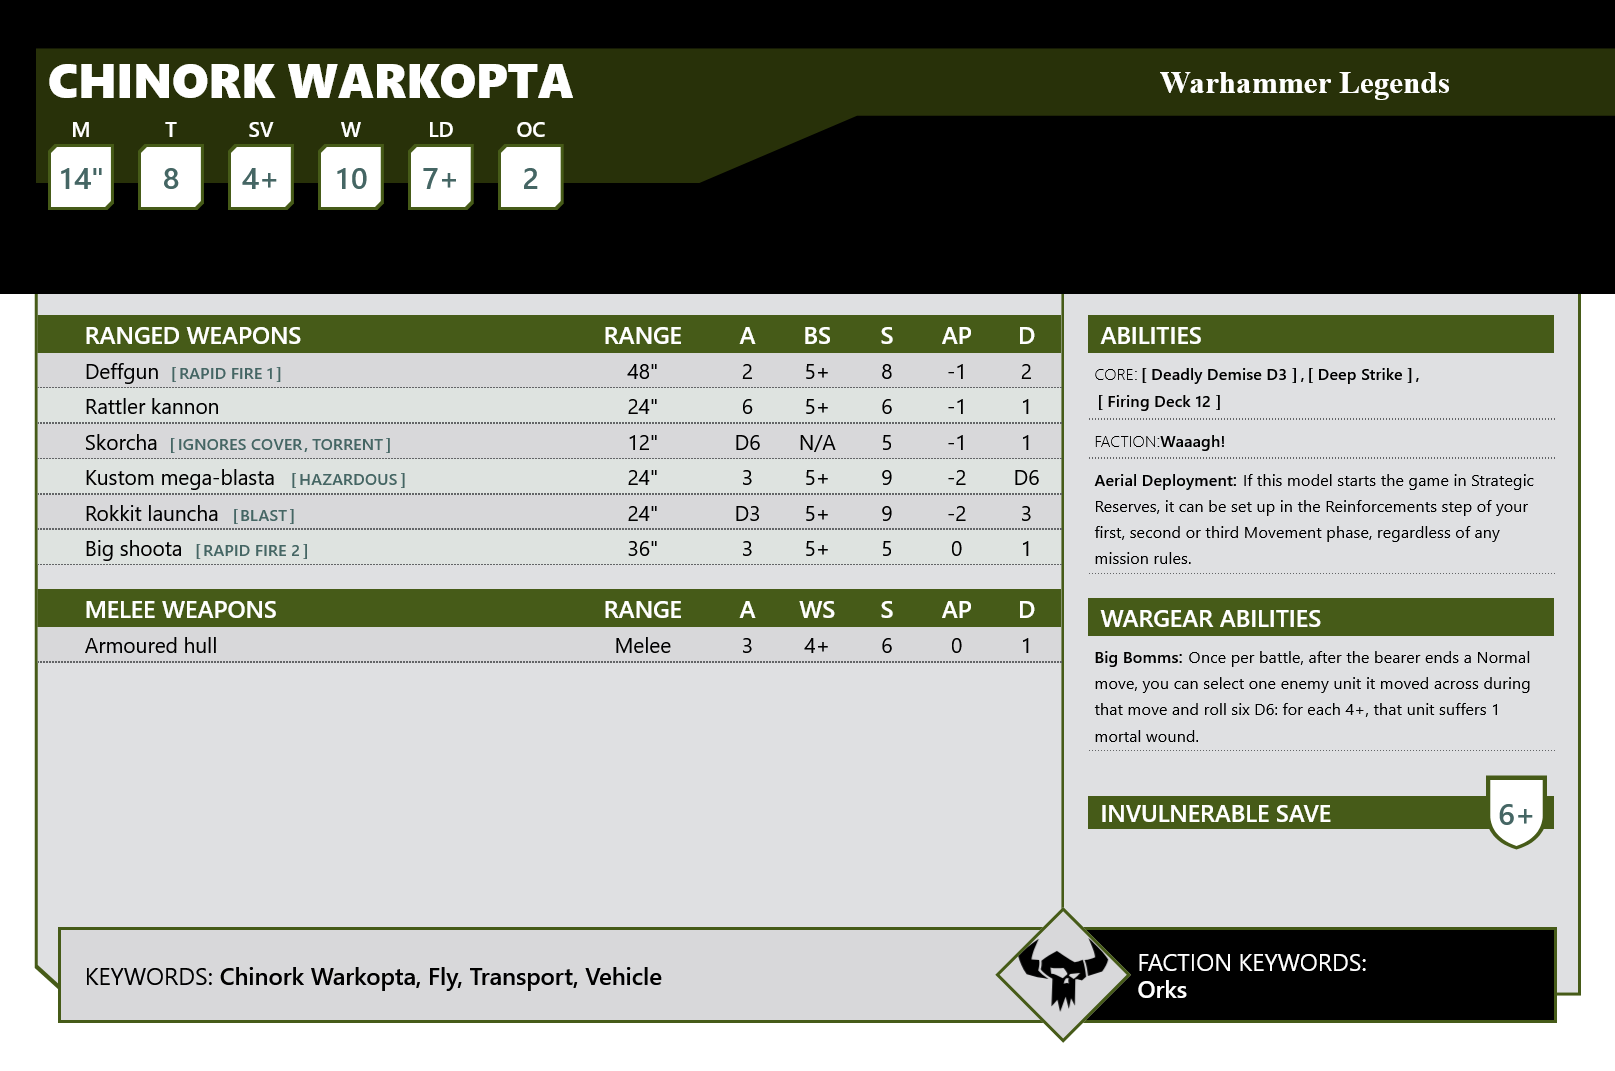 CHINORK WARKOPTA
Warhammer Legends
M T SV W LD OC
14" 8 4+ 10 7+ 2
RANGED WEAPONS RANGE A BS S AP D
Deffgun [RAPID FIRE 1] 48" 2 5+ 8 -1 2
Rattler kannon 24" 6 5+ 6 -1 1
Skorcha [IGNORES COVER, TORRENT] 12" D6 N/A 5 -1 1
Kustom mega-blasta [HAZARDOUS] 24" 3 5+ 9 -2 D6
Rokkit launcha [BLAST] 24" D3 5+ 9 -2 3
Big shoota [RAPID FIRE 2] 36" 3 5+ 5 0 1
MELEE WEAPONS RANGE A WS S AP D
Armoured hull Melee 3 4+ 6 0 1
ABILITIES
CORE: [ Deadly Demise D3 ] , [ Deep Strike ] ,
[ Firing Deck 12 ]
FACTION:Waaagh!
Aerial Deployment: If this model starts the game in Strategic
Reserves, it can be set up in the Reinforcements step of your
first, second or third Movement phase, regardless of any
mission rules.
WARGEAR ABILITIES
Big Bomms: Once per battle, after the bearer ends a Normal
move, you can select one enemy unit it moved across during
that move and roll six D6: for each 4+, that unit suffers 1
mortal wound.
INVULNERABLE SAVE 6+
KEYWORDS: Chinork Warkopta, Fly, Transport, Vehicle
FACTION KEYWORDS:
Orks